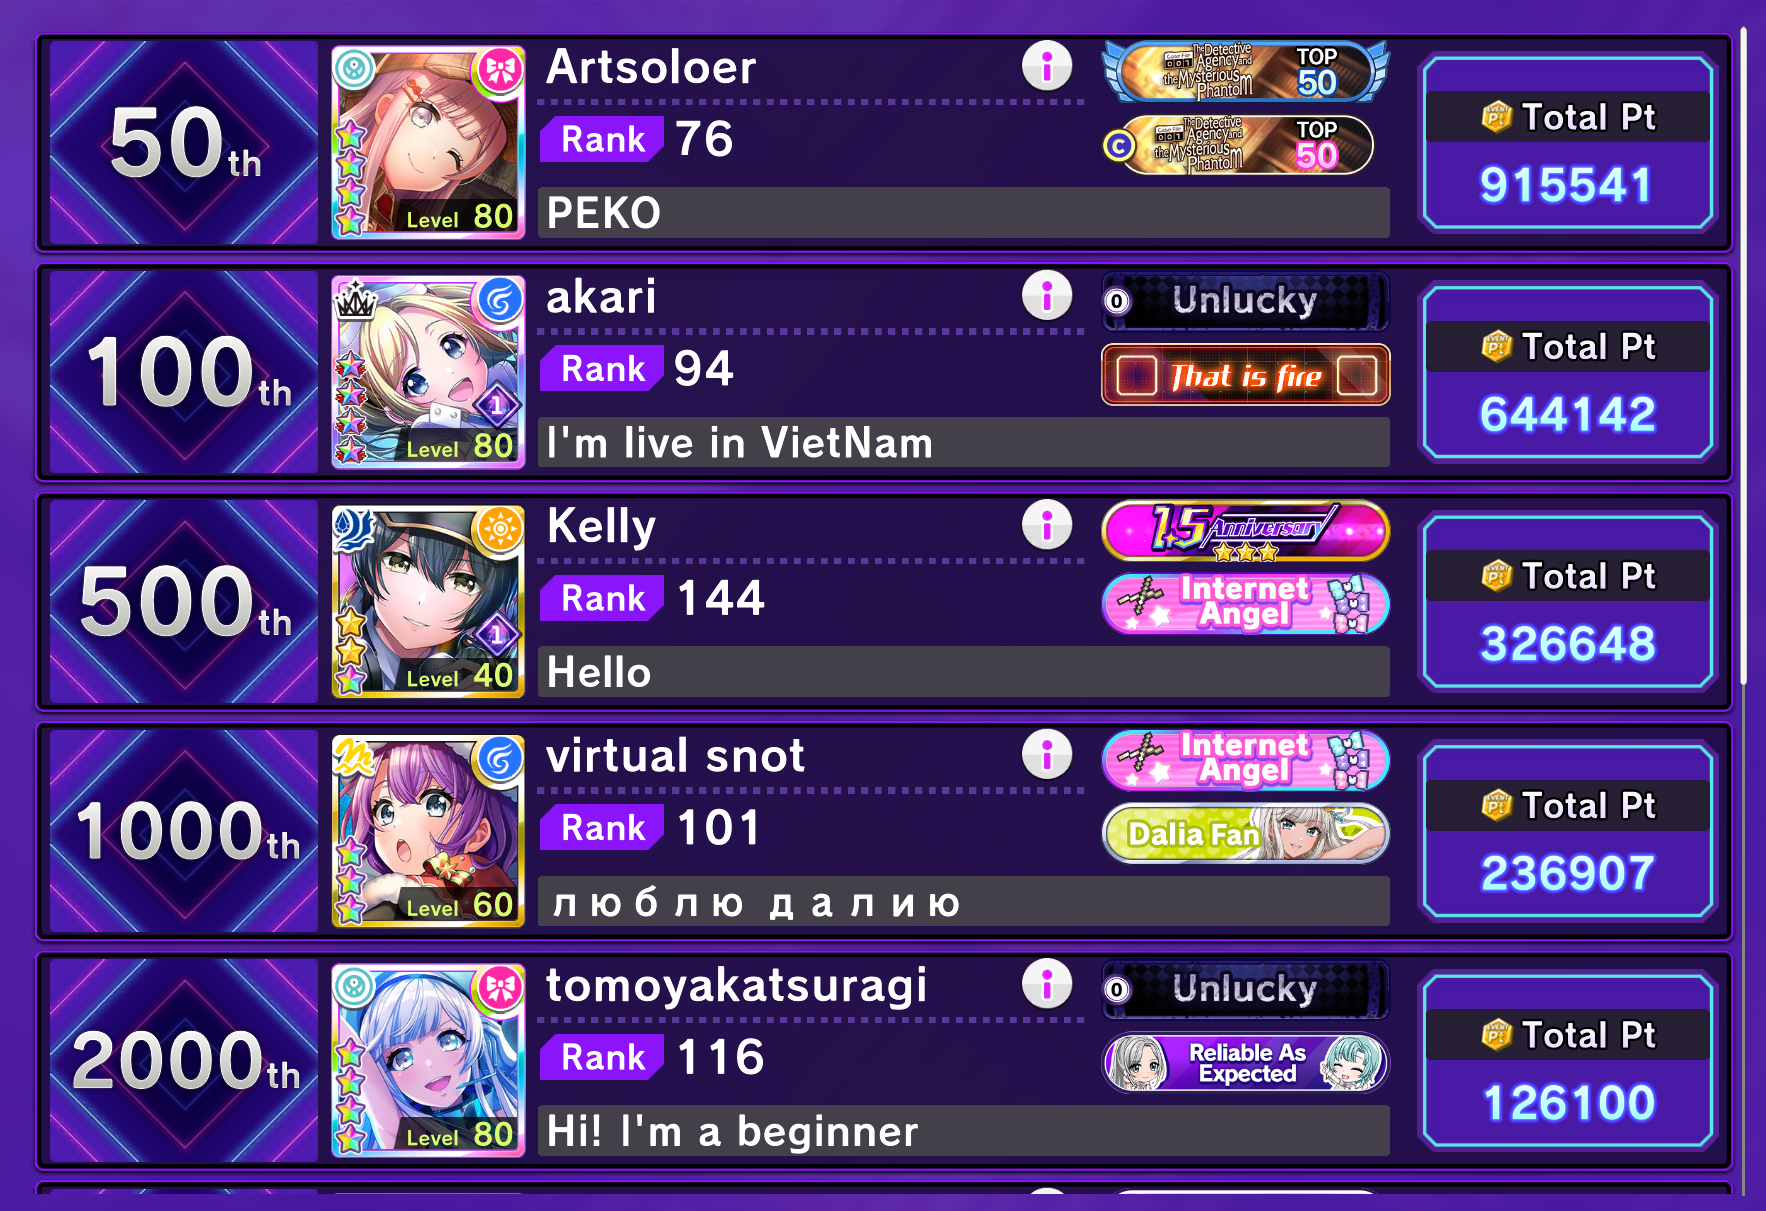 50th
Level 80
Artsoloer
Rank 76
PEKO
The Detective Agency and the Mysterious Phantom TOP 50
C The Detective Agency and the Mysterious Phantom TOP 50
Total Pt
915541
100th
1
Level 80
akari
Rank 94
I'm live in VietNam
0 Unlucky
That is fire
Total Pt
644142
500th
1
Level 40
Kelly
Rank 144
Hello
1.5 Anniversary
Internet Angel
Total Pt
326648
1000th
Level 60
virtual snot
Rank 101
люблю далию
Internet Angel
Dalia Fan
Total Pt
236907
2000th
Level 80
tomoyakatsuragi
Rank 116
Hi! I'm a beginner
0 Unlucky
Reliable As Expected
Total Pt
126100